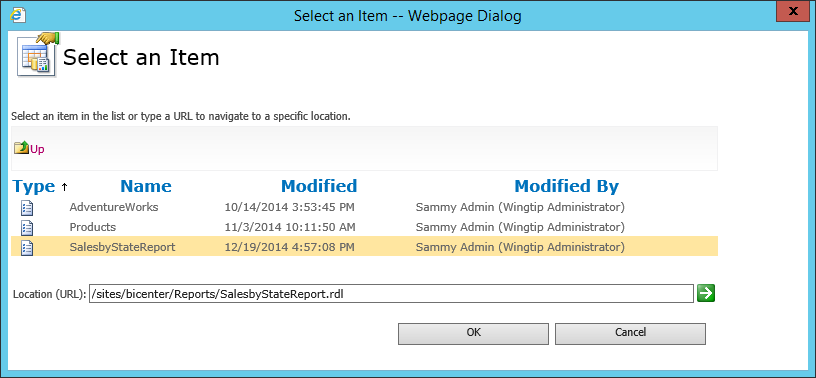 Select an Item -- Webpage Dialog
x
Select an Item
Select an item in the list or type a URL to navigate to a specific location.
Up
Type ↑ Name Modified Modified By
AdventureWorks 10/14/2014 3:53:45 PM Sammy Admin (Wingtip Administrator)
Products 11/3/2014 10:11:50 AM Sammy Admin (Wingtip Administrator)
SalesbyStateReport 12/19/2014 4:57:08 PM Sammy Admin (Wingtip Administrator)
Location (URL): /sites/bicenter/Reports/SalesbyStateReport.rdl
OK Cancel